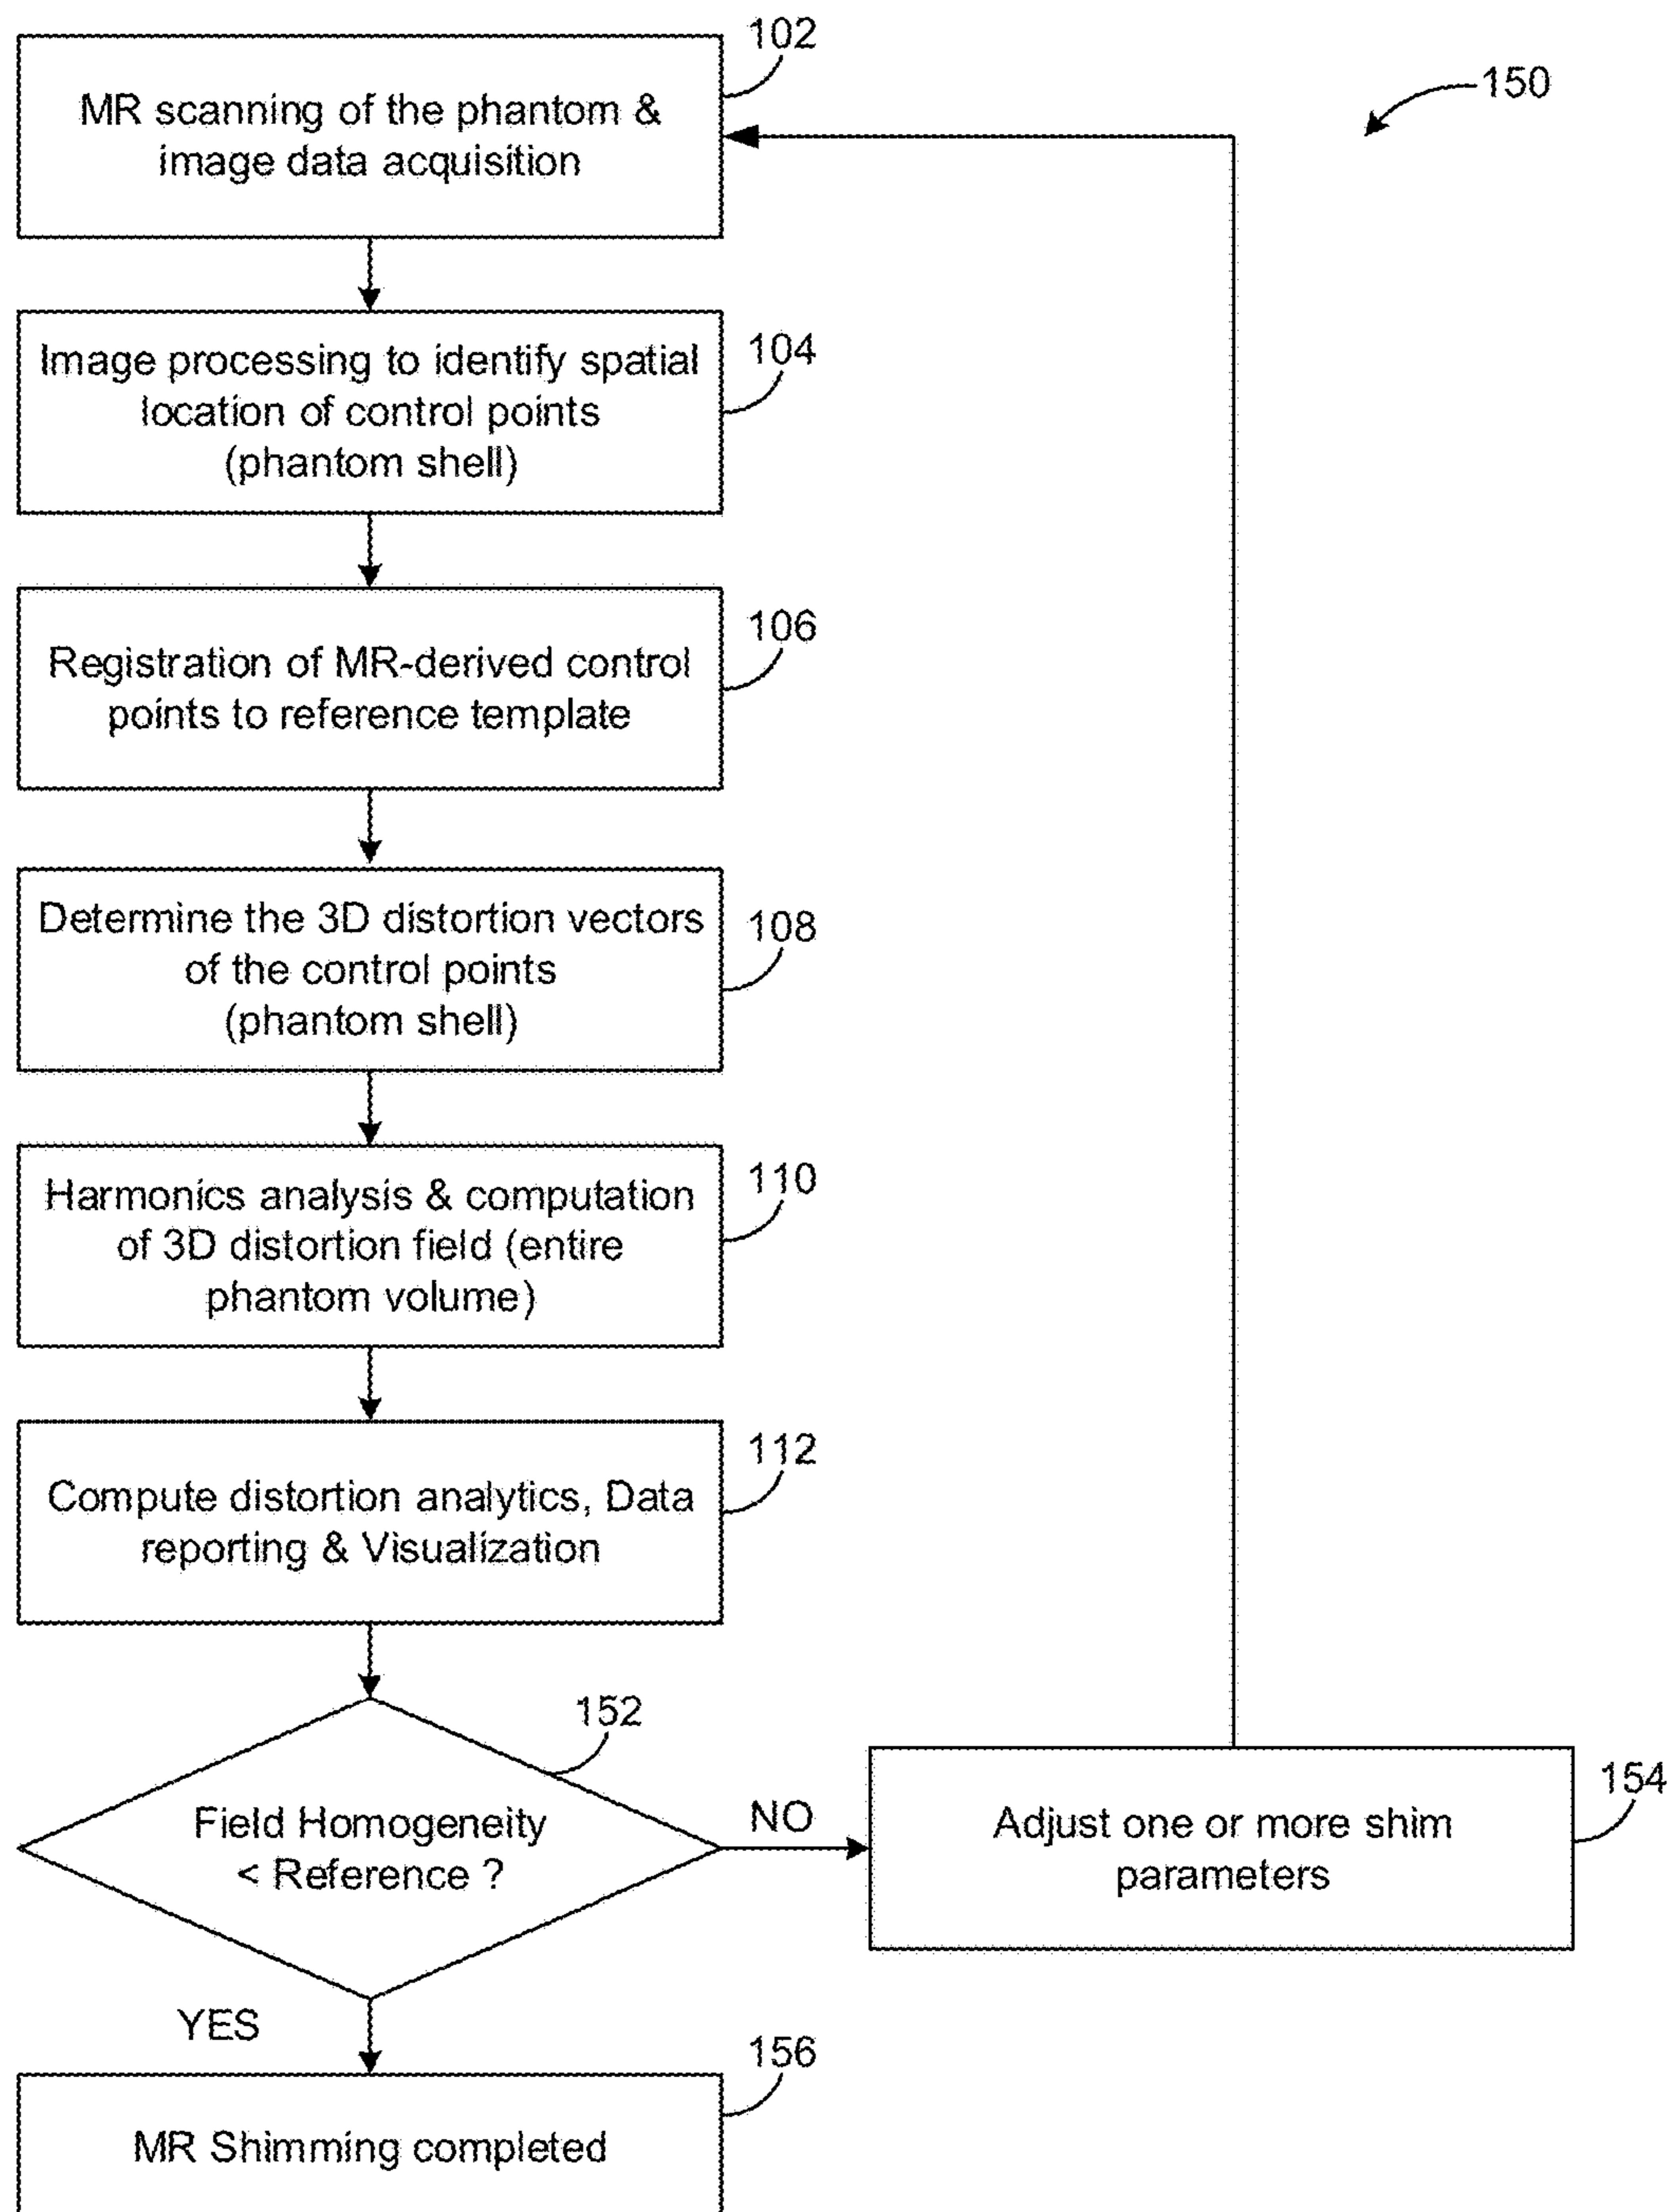 102
MR scanning of the phantom &
image data acquisition
150
104
Image processing to identify spatial
location of control points
(phantom shell)
106
Registration of MR-derived control
points to reference template
108
Determine the 3D distortion vectors
of the control points
(phantom shell)
110
Harmonics analysis & computation
of 3D distortion field (entire
phantom volume)
112
Compute distortion analytics, Data
reporting & Visualization
152
Field Homogeneity
< Reference ?
NO
154
Adjust one or more shim
parameters
YES
156
MR Shimming completed